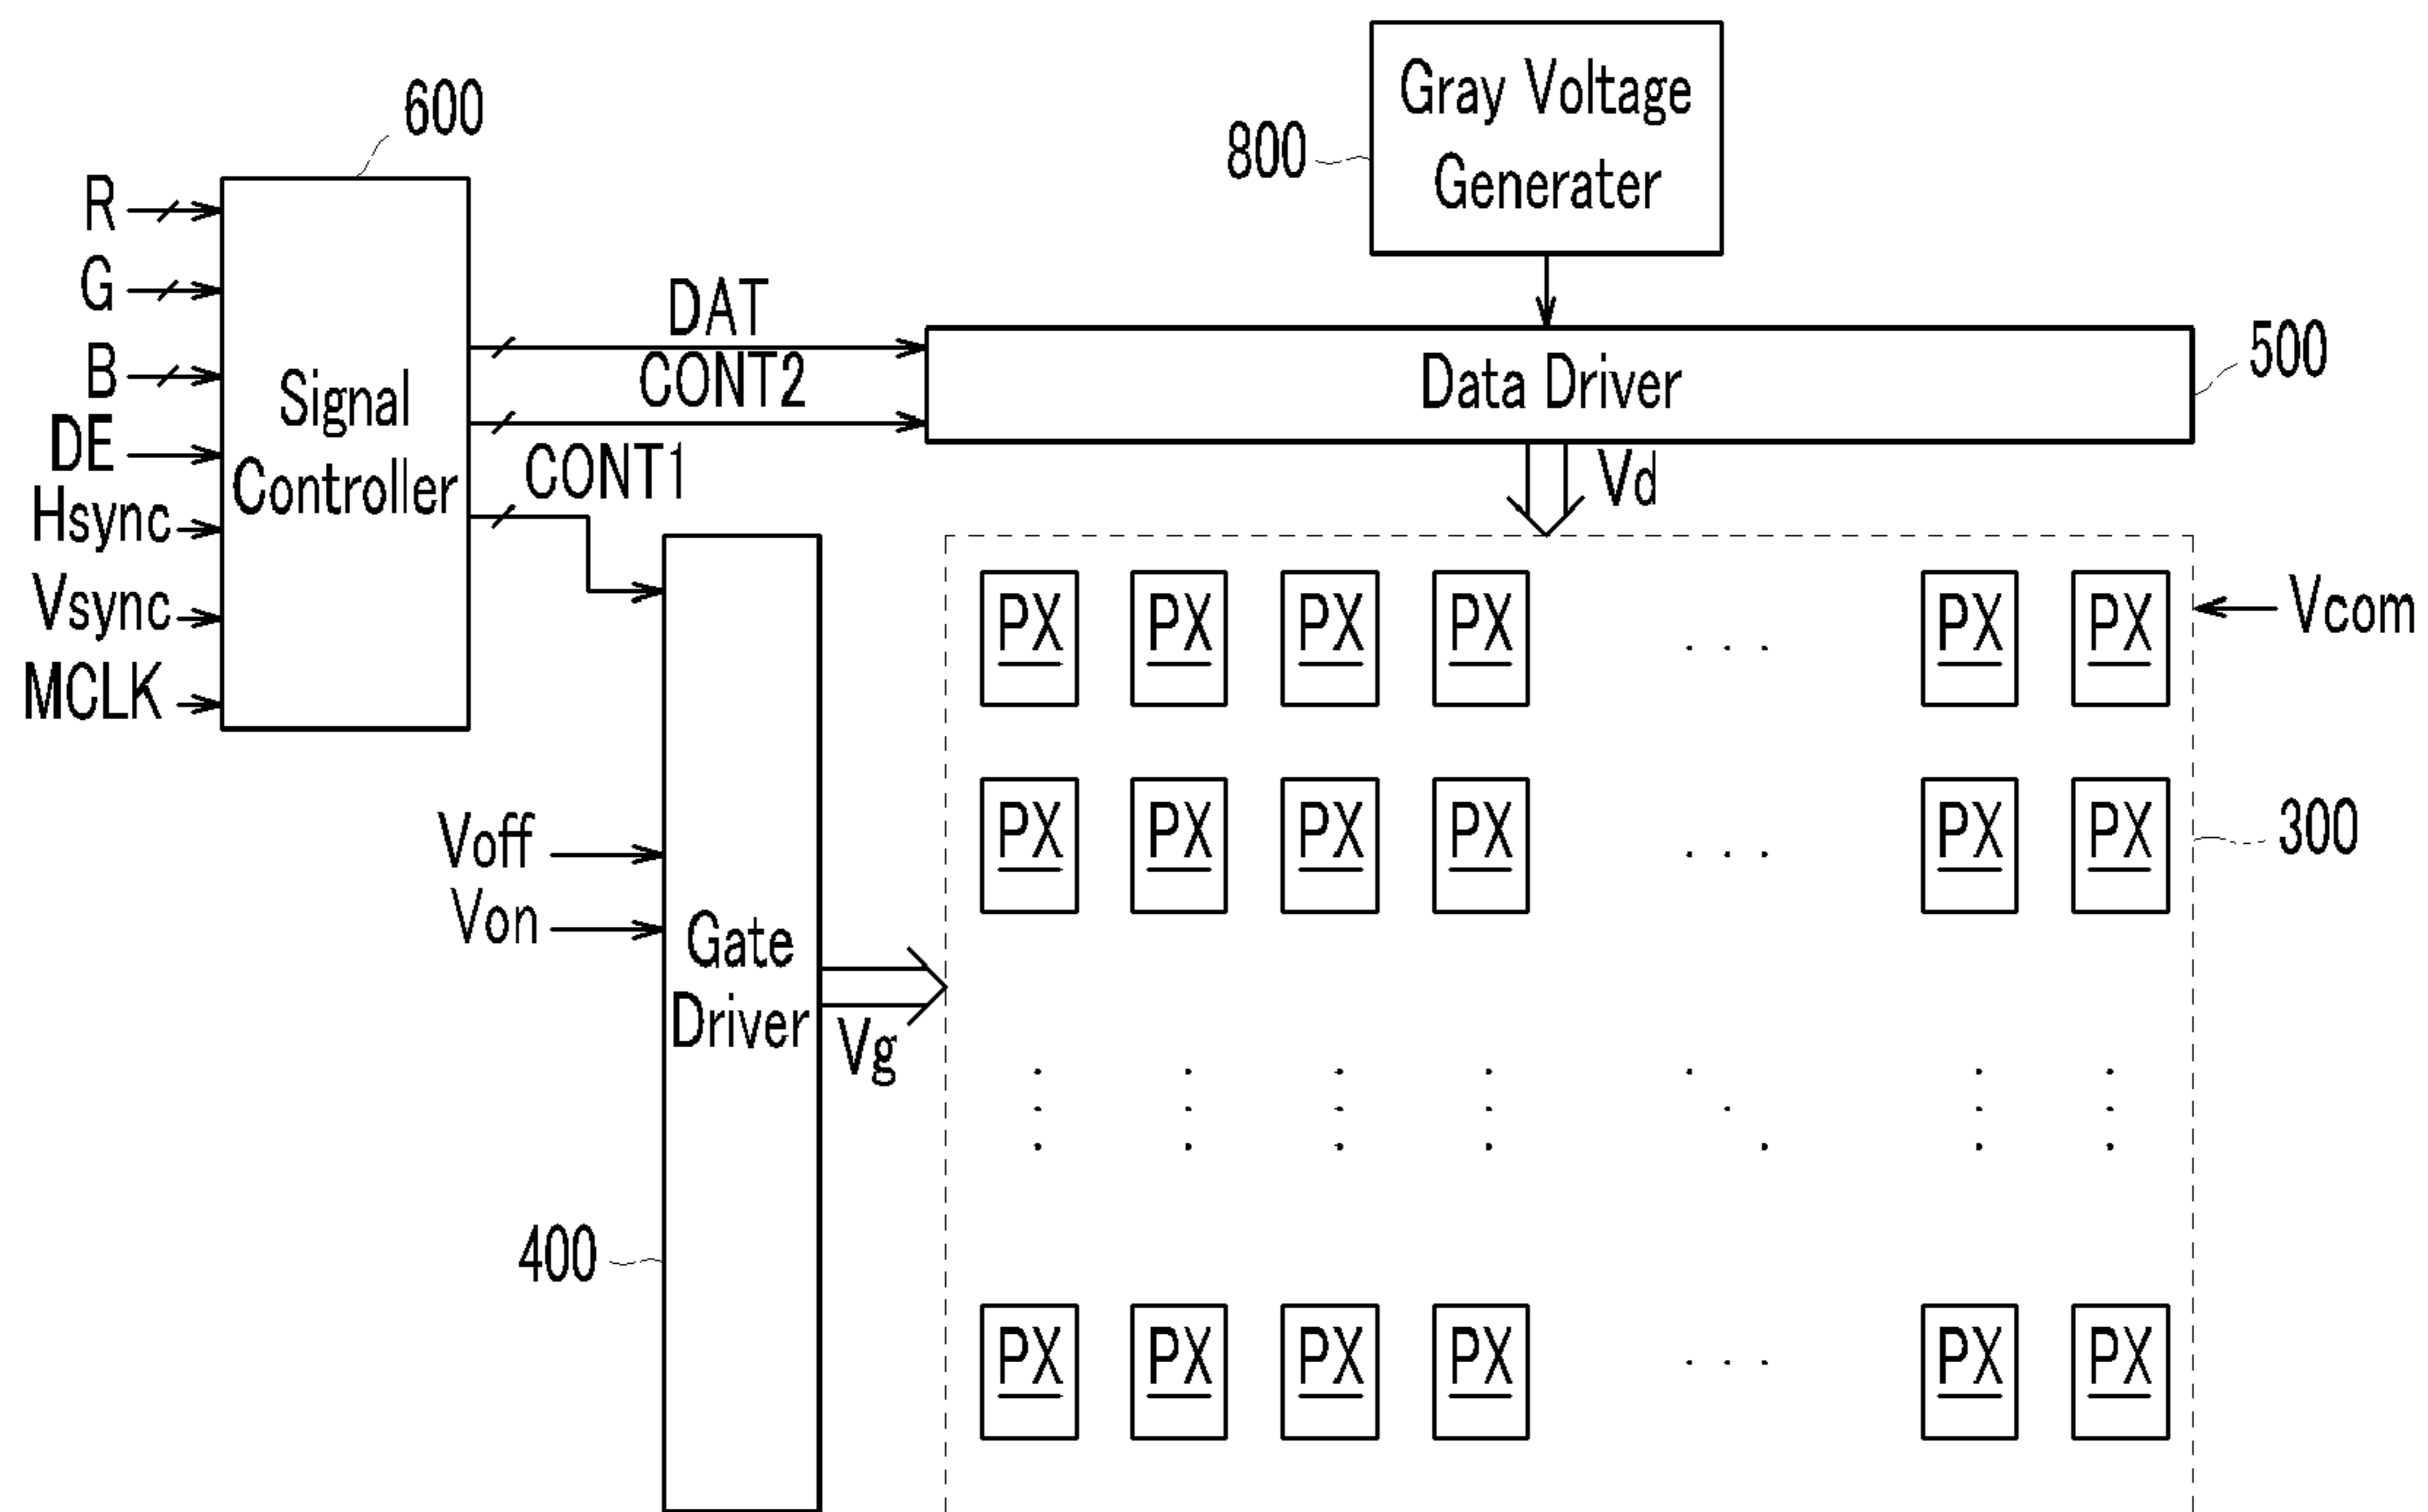 600
Gray Voltage
Generater
800
R
G
B
DE
Hsync
Vsync
MCLK
Signal
Controller
DAT
CONT2
CONT1
Data Driver
500
Vd
PX PX PX PX . . . PX PX
Vcom
PX PX PX PX . . . PX PX
300
Voff
Von
Gate
Driver
Vg
400
PX PX PX PX . . . PX PX